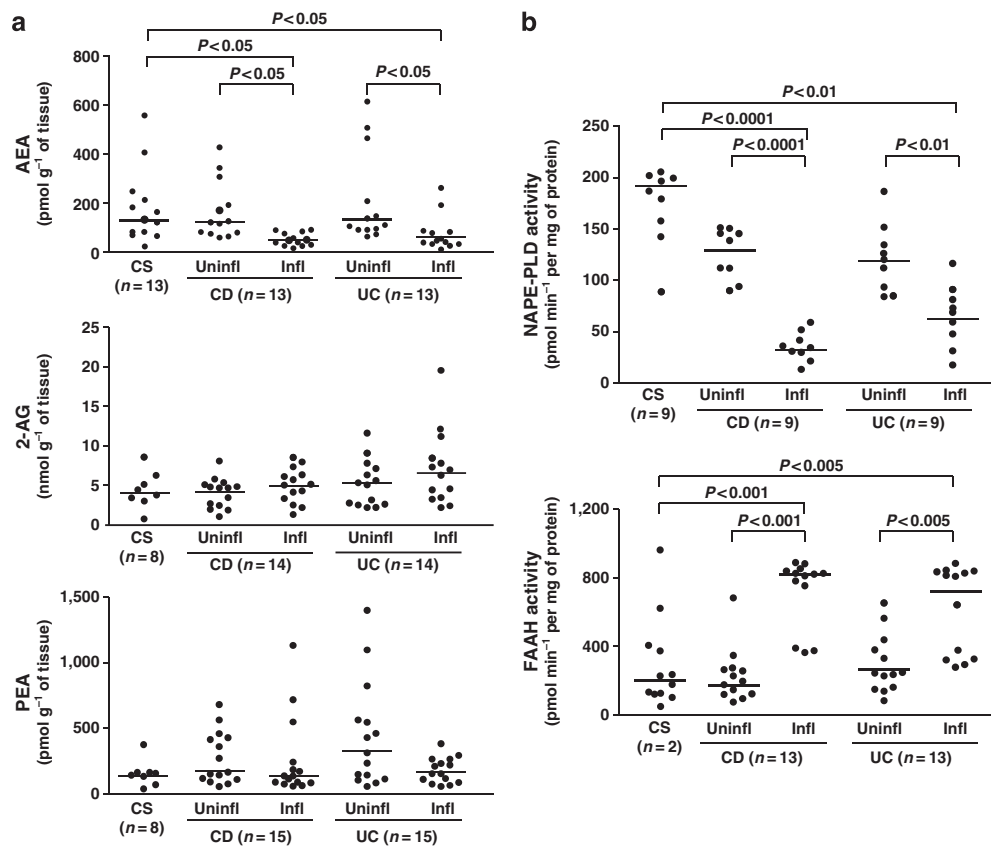 a
P<0.05
P<0.05
P<0.05
P<0.05
AEA
(pmol g⁻¹ of tissue)
800
600
400
200
0
CS
(n=13)
Uninfl
Infl
CD (n=13)
Uninfl
Infl
UC (n=13)
2-AG
(nmol g⁻¹ of tissue)
25
20
15
10
5
0
CS
(n=8)
Uninfl
Infl
CD (n=14)
Uninfl
Infl
UC (n=14)
PEA
(pmol g⁻¹ of tissue)
1,500
1,000
500
0
CS
(n=8)
Uninfl
Infl
CD (n=15)
Uninfl
Infl
UC (n=15)
b
P<0.01
P<0.0001
P<0.0001
P<0.01
NAPE-PLD activity
(pmol min⁻¹ per mg of protein)
250
200
150
100
50
0
CS
(n=9)
Uninfl
Infl
CD (n=9)
Uninfl
Infl
UC (n=9)
P<0.005
P<0.001
P<0.001
P<0.005
FAAH activity
(pmol min⁻¹ per mg of protein)
1,200
800
400
0
CS
(n=2)
Uninfl
Infl
CD (n=13)
Uninfl
Infl
UC (n=13)